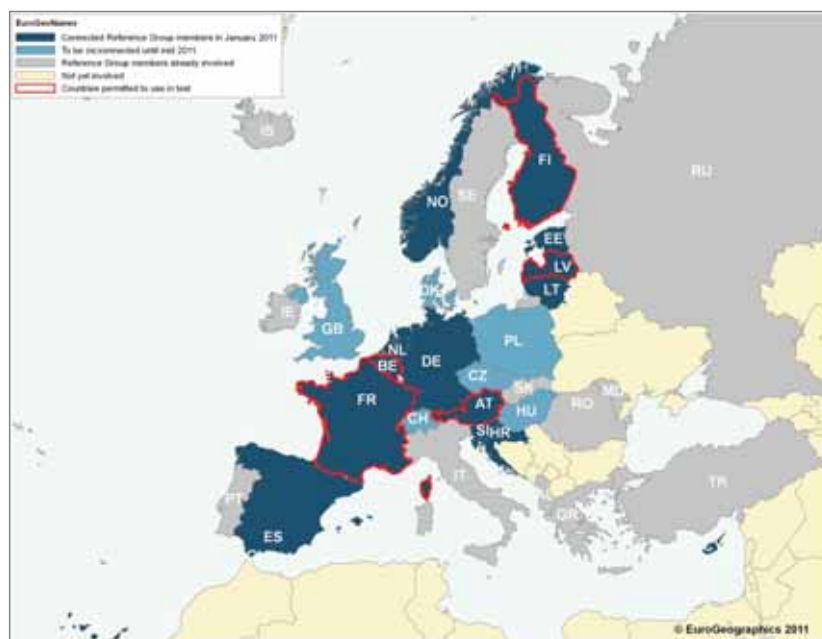 EuroGeoNames
Connected Reference Group members in January 2011
To be inconnected until mid 2011
Reference Group members already involved
Not yet involved
Countries permitted to use in test
IS
FI
RU
NO
SE
EE
LV
LT
DK
IE
GB
NL
PL
DE
BE
CZ
SK
FR
AT
MD
CH
HU
RO
SI
HR
IT
PT
TR
GR
ES
© EuroGeographics 2011